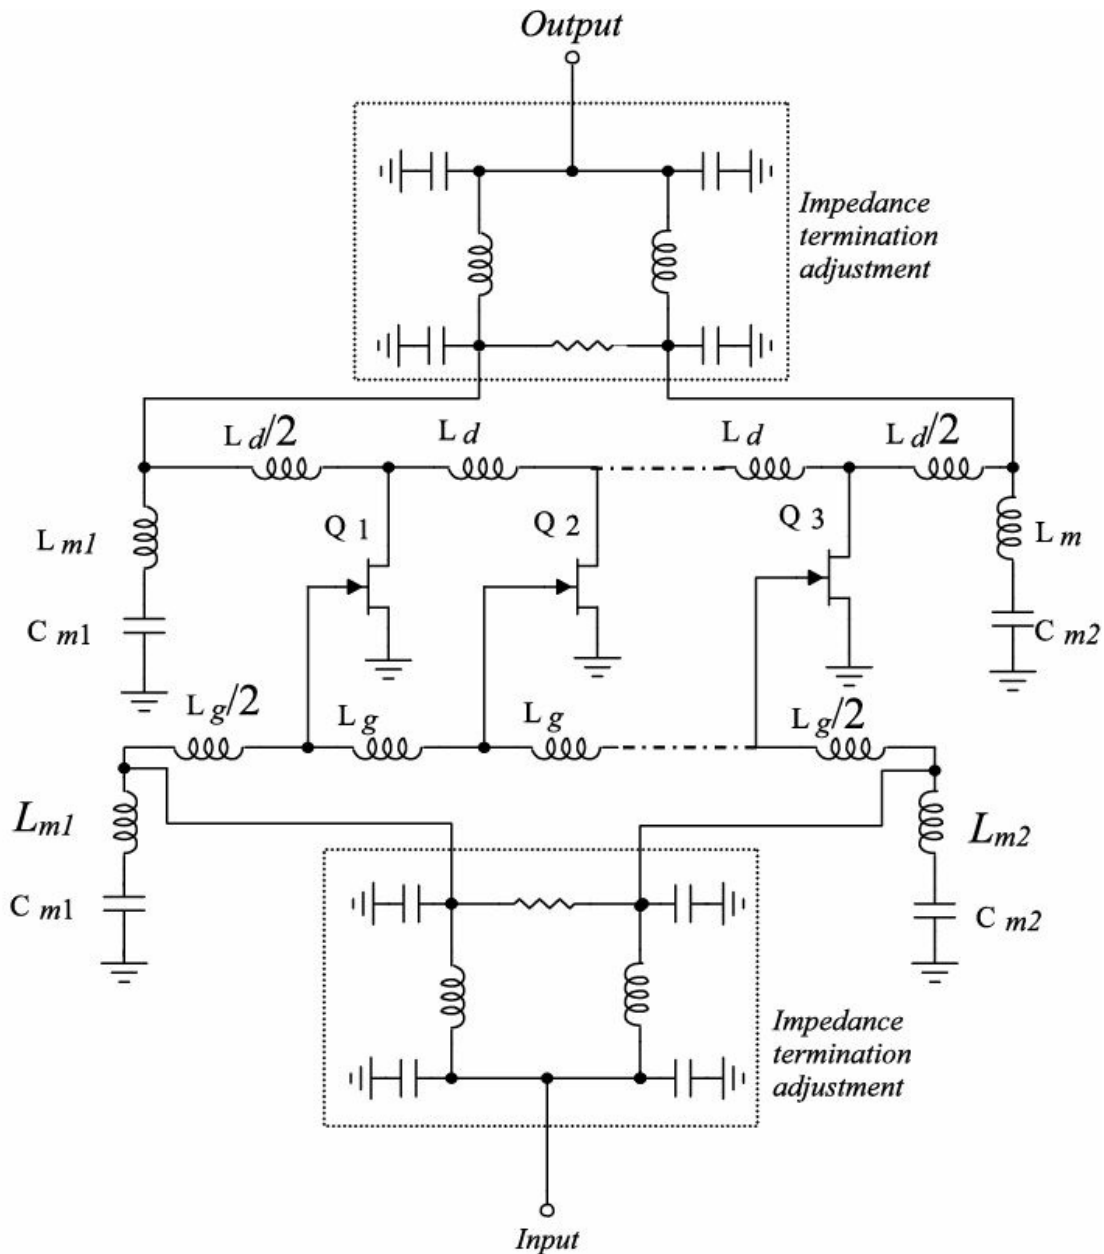 Output
Impedance
termination
adjustment
L d/2
L d
L d
L d/2
Q 1
Q 2
Q 3
L m1
L m
C m1
C m2
L g/2
L g
L g
L g/2
Lm1
Lm2
C m1
C m2
Impedance
termination
adjustment
Input